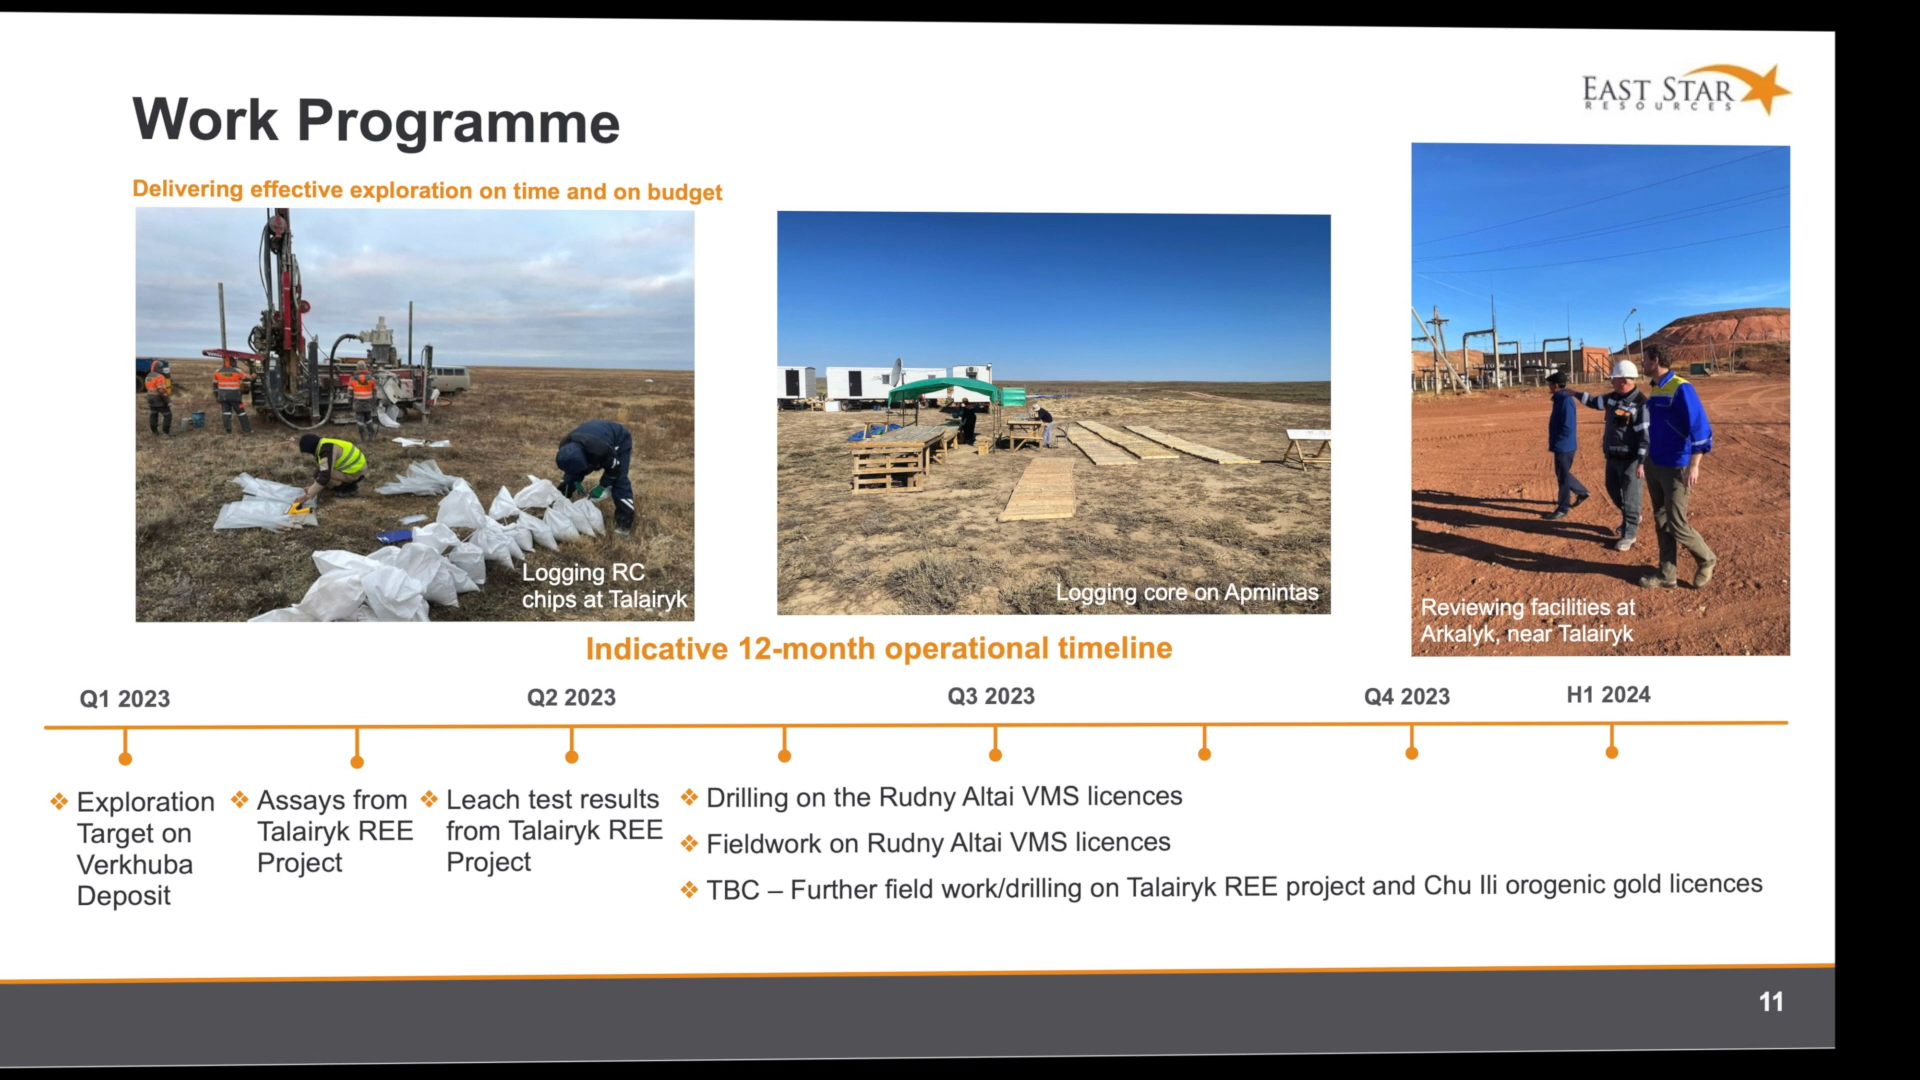 EAST STAR
RESOURCES
Work Programme
Delivering effective exploration on time and on budget
Logging RC
chips at Talairyk
Logging core on Apmintas
Reviewing facilities at
Arkalyk, near Talairyk
Indicative 12-month operational timeline
Q1 2023
Q2 2023
Q3 2023
Q4 2023
H1 2024
❖ Exploration
Target on
Verkhuba
Deposit
❖ Assays from
Talairyk REE
Project
❖ Leach test results
from Talairyk REE
Project
❖ Drilling on the Rudny Altai VMS licences
❖ Fieldwork on Rudny Altai VMS licences
❖ TBC – Further field work/drilling on Talairyk REE project and Chu Ili orogenic gold licences
11